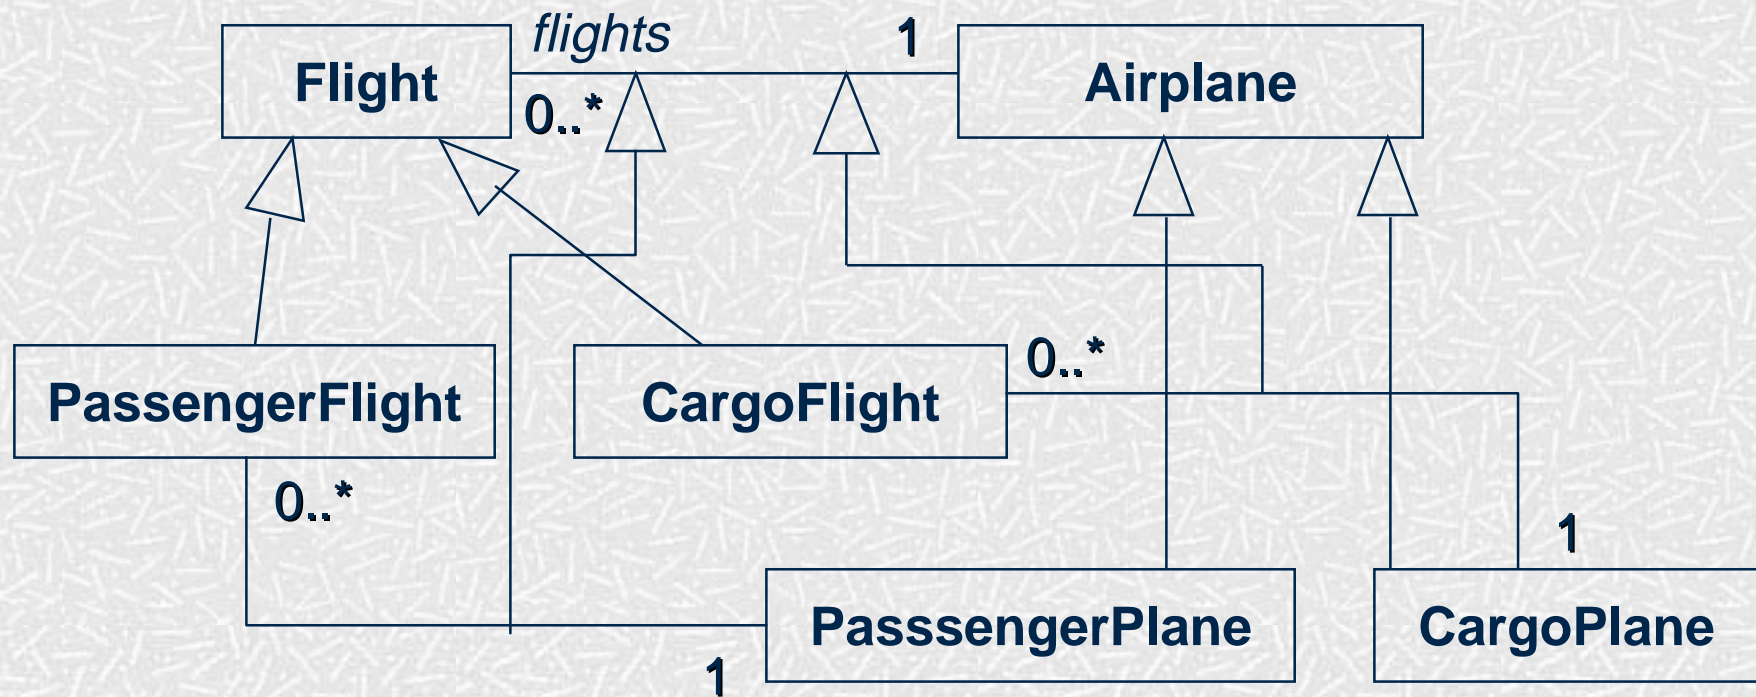 flights
1
Flight
Airplane
0..*
0..*
PassengerFlight
CargoFlight
0..*
1
PasssengerPlane
CargoPlane
1